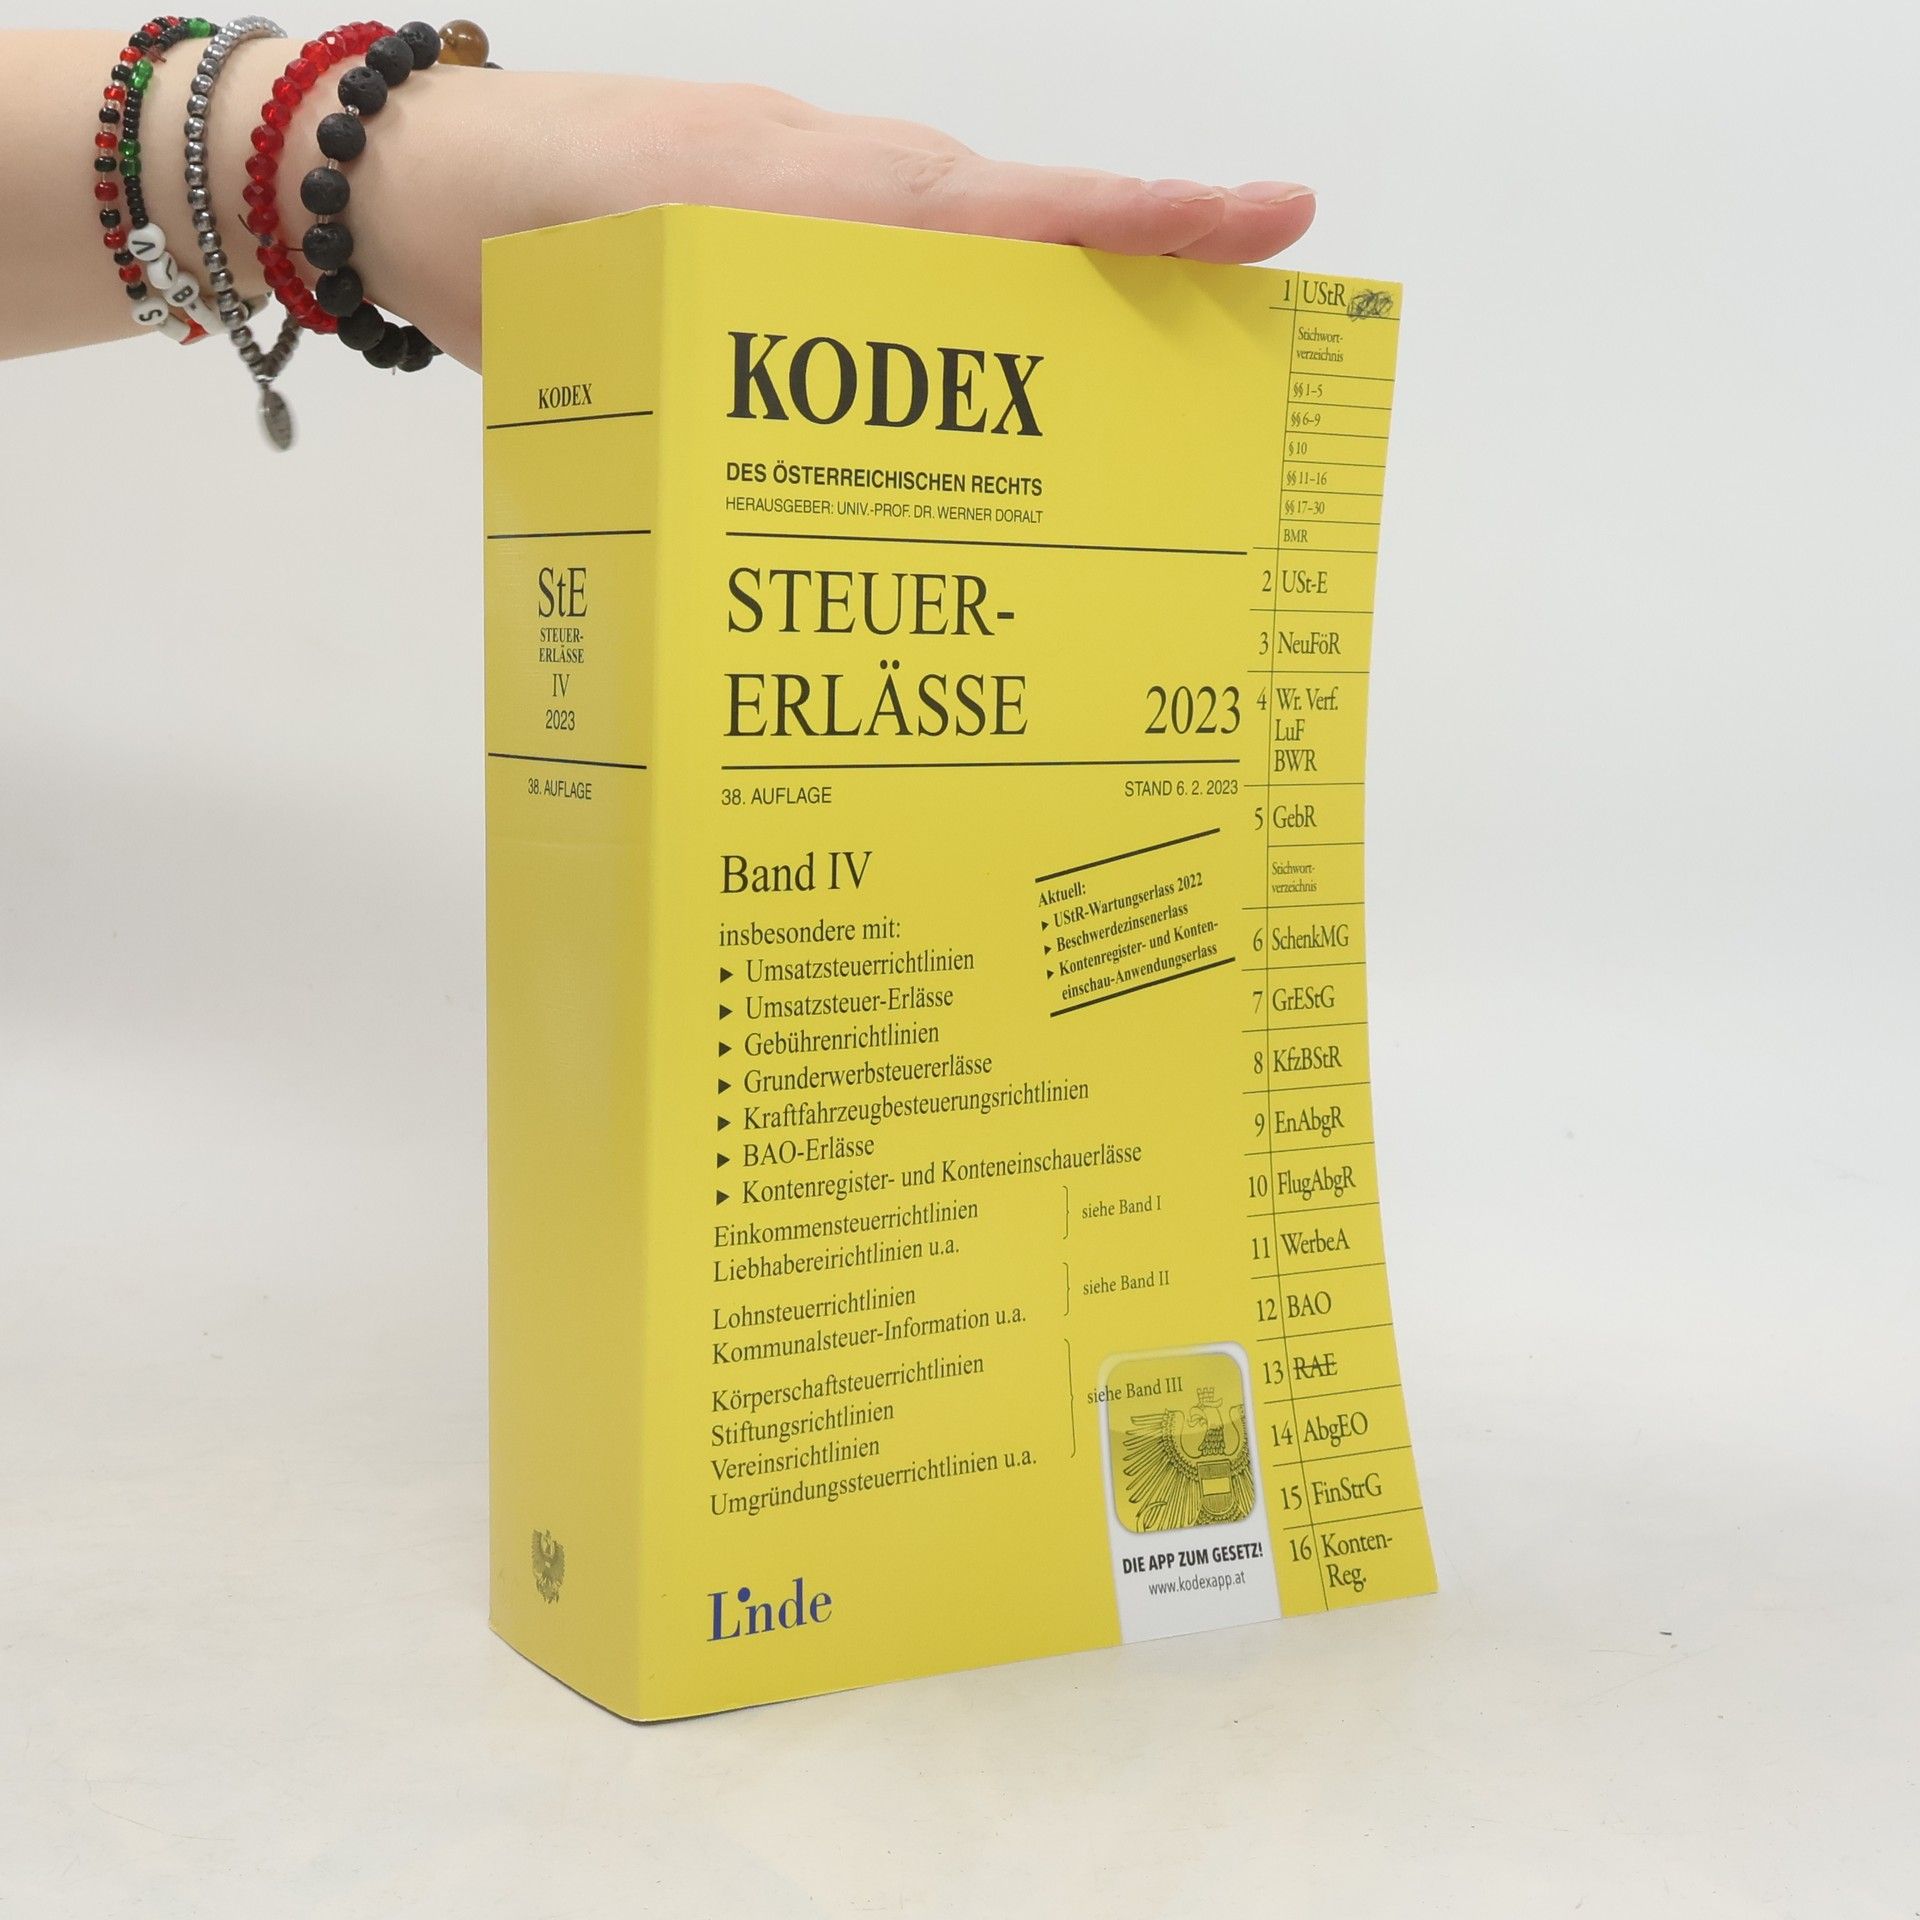 KODEX
StE
STEUER-
ERLÄSSE
IV
2023
38. AUFLAGE
KODEX
DES ÖSTERREICHISCHEN RECHTS
HERAUSGEBER: UNIV.-PROF. DR. WERNER DORALT
STEUER-
ERLÄSSE 2023
38. AUFLAGE STAND 6. 2. 2023
Band IV
insbesondere mit:
▶ Umsatzsteuerrichtlinien
▶ Umsatzsteuer-Erlässe
▶ Gebührenrichtlinien
▶ Grunderwerbsteuererlässe
▶ Kraftfahrzeugbesteuerungsrichtlinien
▶ BAO-Erlässe
▶ Kontenregister- und Konteneinschauerlässe
Aktuell:
▶ UStR-Wartungserlass 2022
▶ Beschwerdezinsenerlass
▶ Kontenregister- und Konten-
einschau-Anwendungserlass
Einkommensteuerrichtlinien
Liebhabereirichtlinien u.a.
siehe Band I
Lohnsteuerrichtlinien
Kommunalsteuer-Information u.a.
siehe Band II
Körperschaftsteuerrichtlinien
Stiftungsrichtlinien
Vereinsrichtlinien
Umgründungssteuerrichtlinien u.a.
siehe Band III
Linde
DIE APP ZUM GESETZ!
www.kodexapp.at
1 UStR
Stichwort-
verzeichnis
§§ 1–5
§§ 6–9
§ 10
§§ 11–16
§§ 17–30
BMR
2 USt-E
3 NeuFöR
4 Wr. Verf.
LuF
BWR
5 GebR
Stichwort-
verzeichnis
6 SchenkMG
7 GrEStG
8 KfzBStR
9 EnAbgR
10 FlugAbgR
11 WerbeA
12 BAO
13 RAE
14 AbgEO
15 FinStrG
16 Konten-
Reg.